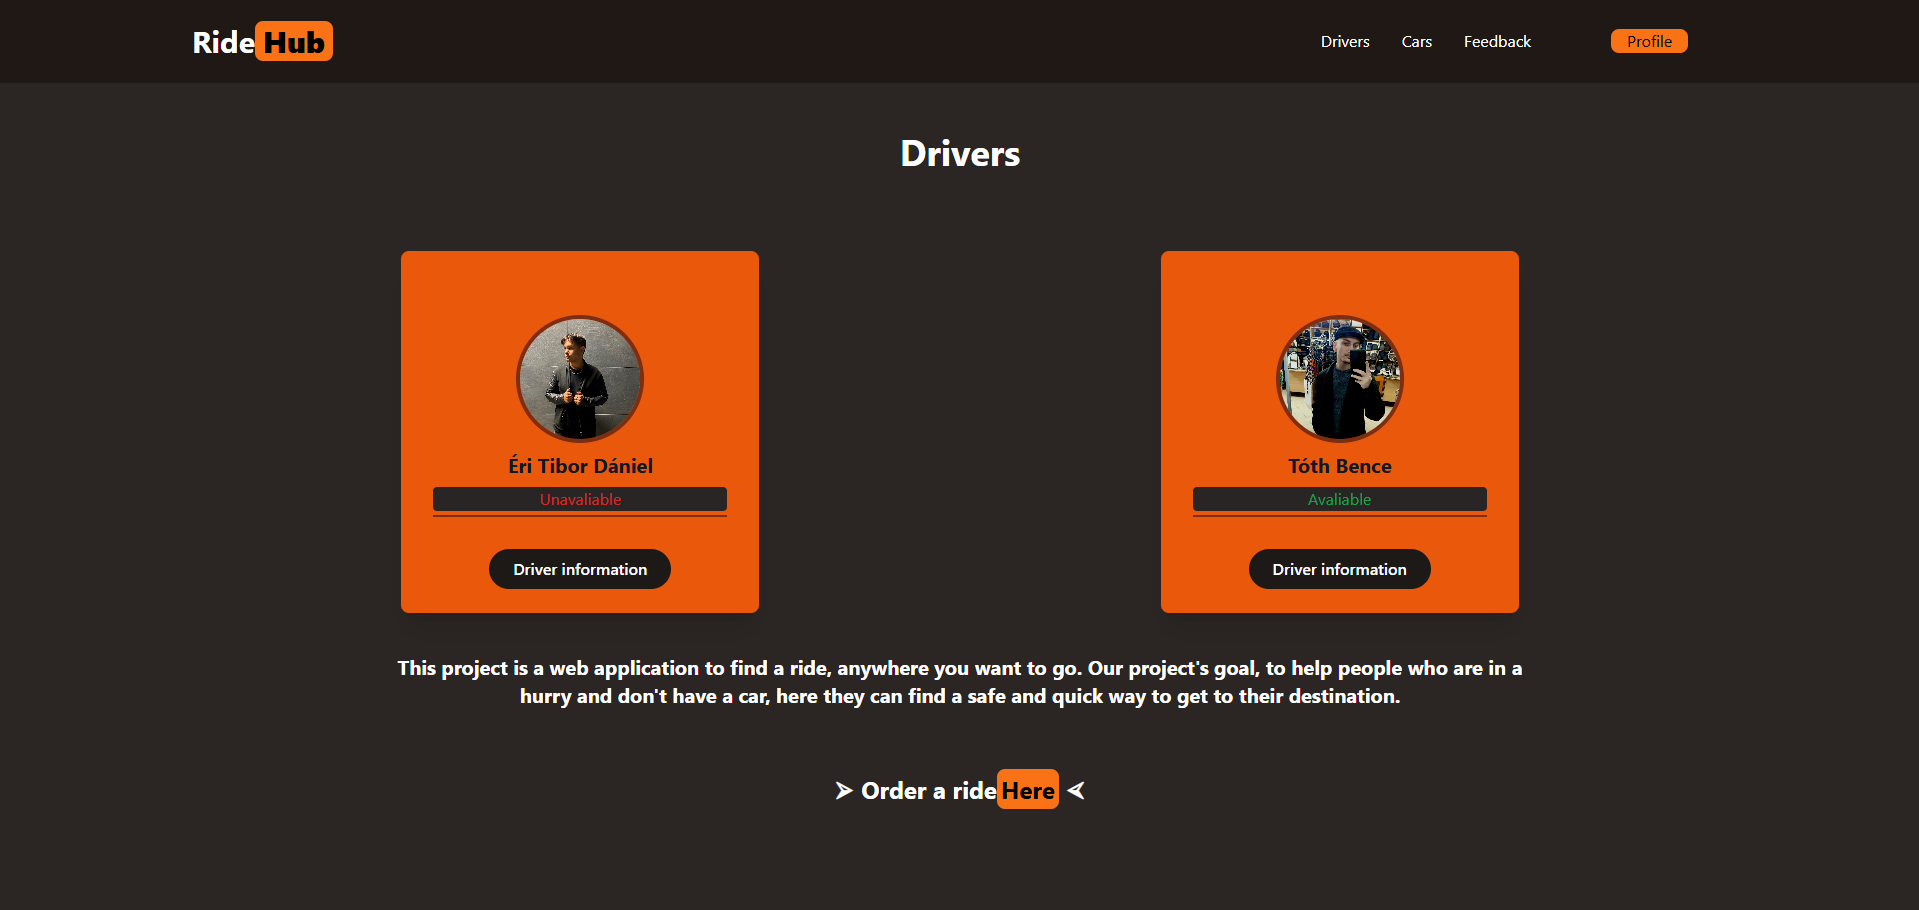 Ride Hub
Drivers Cars Feedback Profile
Drivers
Éri Tibor Dániel
Unavaliable
Driver information
Tóth Bence
Avaliable
Driver information
This project is a web application to find a ride, anywhere you want to go. Our project's goal, to help people who are in a
hurry and don't have a car, here they can find a safe and quick way to get to their destination.
➢ Order a ride Here ⮘